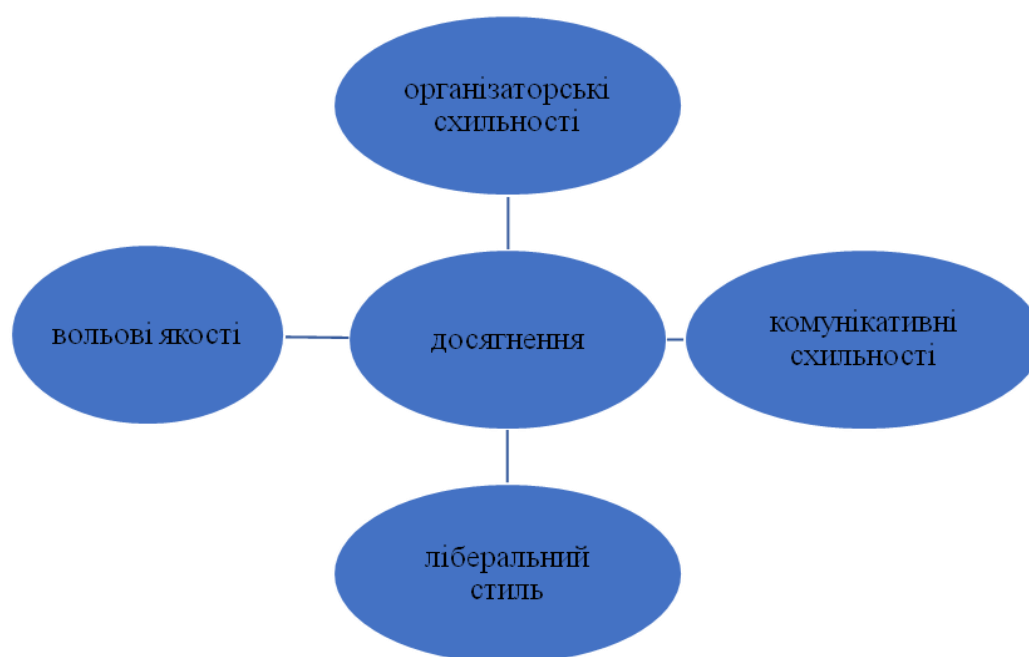 організаторські
схильності
вольові якості
досягнення
комунікативні
схильності
ліберальний
стиль